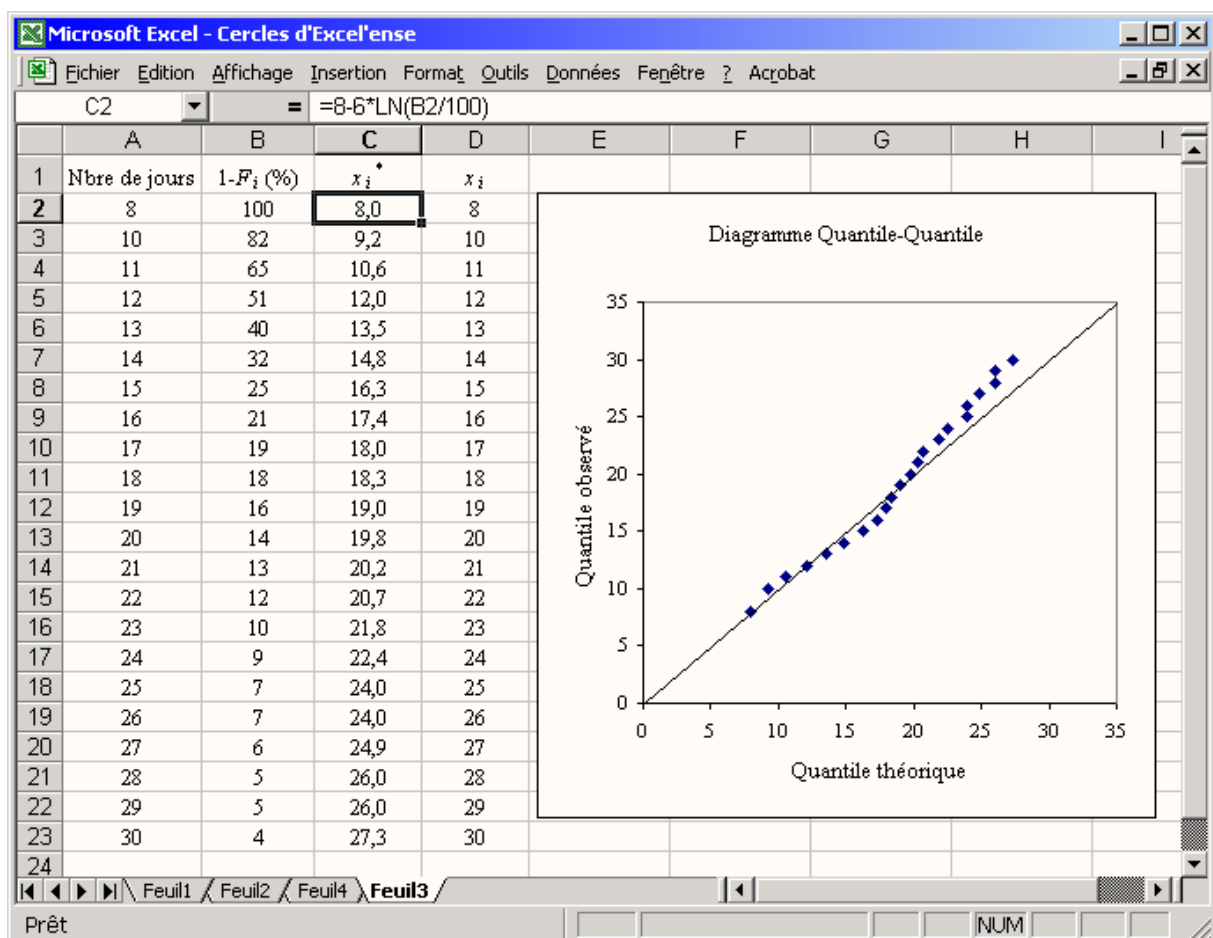 Microsoft Excel - Cercles d'Excel'ense
Fichier Edition Affichage Insertion Format Outils Données Fenêtre ? Acrobat
C2 = =8-6*LN(B2/100)
A B C D E F G H I
1 Nbre de jours 1-Fi (%) xi* xi
2 8 100 8,0 8
3 10 82 9,2 10
4 11 65 10,6 11
5 12 51 12,0 12
6 13 40 13,5 13
7 14 32 14,8 14
8 15 25 16,3 15
9 16 21 17,4 16
10 17 19 18,0 17
11 18 18 18,3 18
12 19 16 19,0 19
13 20 14 19,8 20
14 21 13 20,2 21
15 22 12 20,7 22
16 23 10 21,8 23
17 24 9 22,4 24
18 25 7 24,0 25
19 26 7 24,0 26
20 27 6 24,9 27
21 28 5 26,0 28
22 29 5 26,0 29
23 30 4 27,3 30
24
Diagramme Quantile-Quantile
Quantile observé
35
30
25
20
15
10
5
0
0 5 10 15 20 25 30 35
Quantile théorique
Feuil1 Feuil2 Feuil4 Feuil3
Prêt NUM